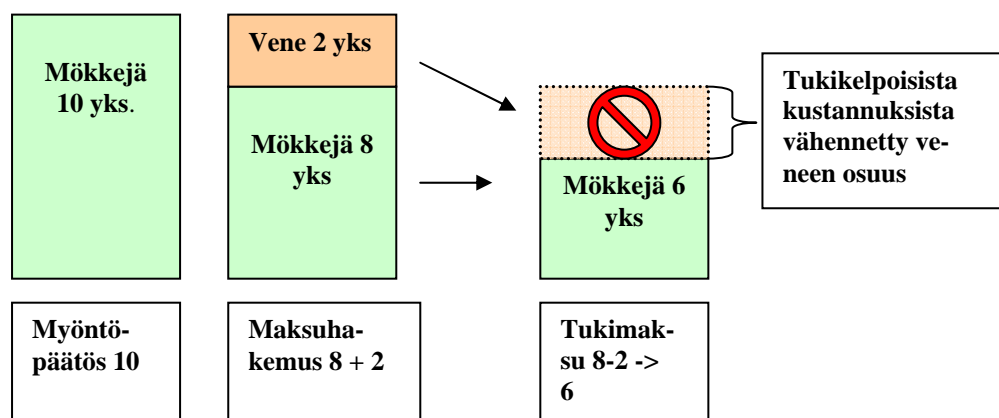 Mökkejä
10 yks.
Vene 2 yks
Mökkejä 8
yks
Mökkejä 6
yks
Tukikelpoisista
kustannuksista
vähennetty ve-
neen osuus
Myöntö-
päätös 10
Maksuha-
kemus 8 + 2
Tukimak-
su 8-2 ->
6